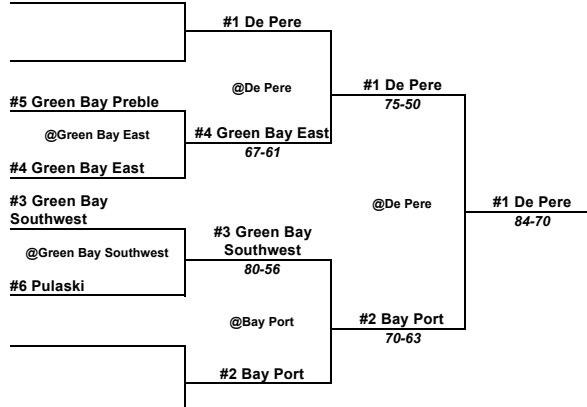 #1 De Pere
@De Pere
#1 De Pere
75-50
#5 Green Bay Preble
@Green Bay East
#4 Green Bay East
67-61
#4 Green Bay East
#3 Green Bay
Southwest
@De Pere
#1 De Pere
84-70
@Green Bay Southwest
#3 Green Bay
Southwest
80-56
#6 Pulaski
@Bay Port
#2 Bay Port
70-63
#2 Bay Port